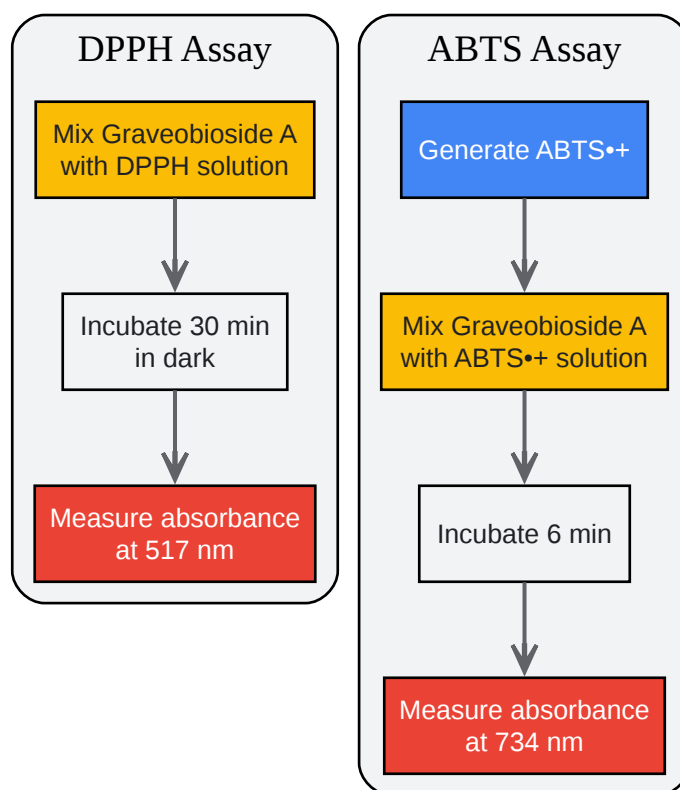 DPPH Assay
Mix Graveobioside A
with DPPH solution
Incubate 30 min
in dark
Measure absorbance
at 517 nm
ABTS Assay
Generate ABTS•+
Mix Graveobioside A
with ABTS•+ solution
Incubate 6 min
Measure absorbance
at 734 nm